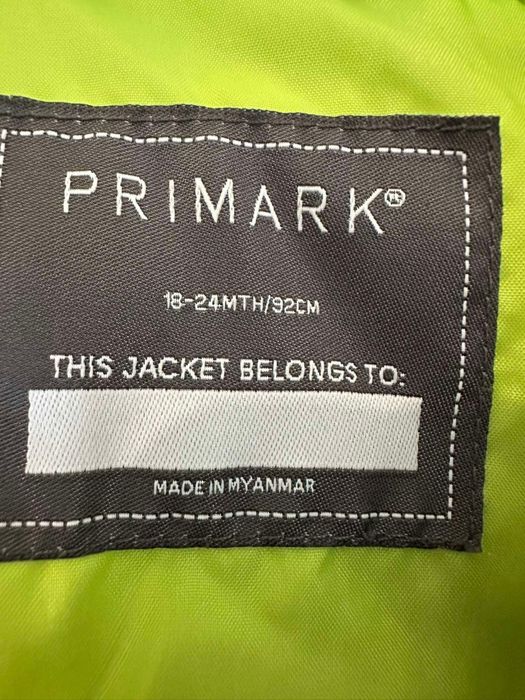 PRIMARK®
18-24MTH/92CM
THIS JACKET BELONGS TO:
MADE IN MYANMAR